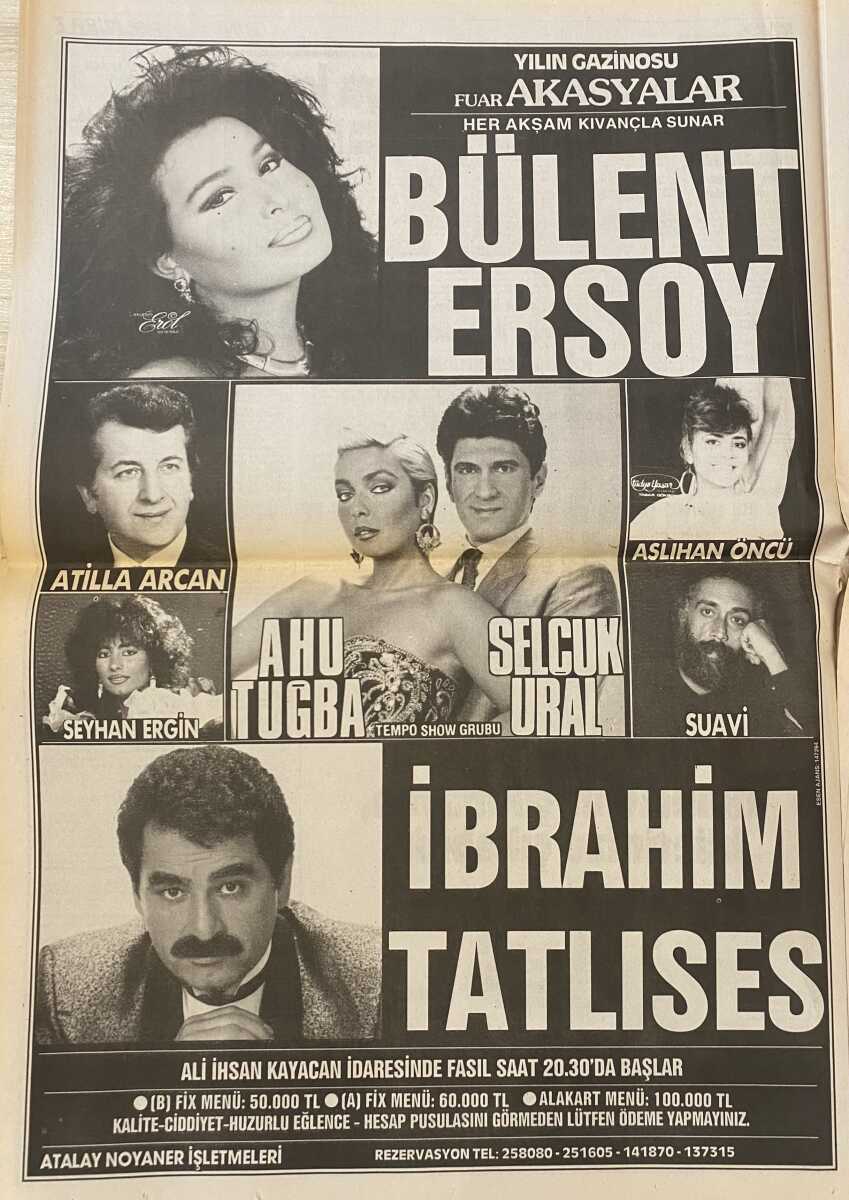 YILIN GAZİNOSU
FUAR AKASYALAR
HER AKŞAM KIVANÇLA SUNAR
BÜLENT
ERSOY
Erol
ATİLLA ARCAN
ASLIHAN ÖNCÜ
AHU
TUĞBA
SELÇUK
URAL
TEMPO SHOW GRUBU
SEYHAN ERGİN
SUAVİ
ESEN AJANS: 147264
İBRAHİM
TATLISES
ALİ İHSAN KAYACAN İDARESİNDE FASIL SAAT 20.30'DA BAŞLAR
●(B) FİX MENÜ: 50.000 TL ●(A) FİX MENÜ: 60.000 TL ●ALAKART MENÜ: 100.000 TL
KALİTE-CİDDİYET-HUZURLU EĞLENCE - HESAP PUSULASINI GÖRMEDEN LÜTFEN ÖDEME YAPMAYINIZ.
ATALAY NOYANER İŞLETMELERİ
REZERVASYON TEL: 258080 - 251605 - 141870 - 137315